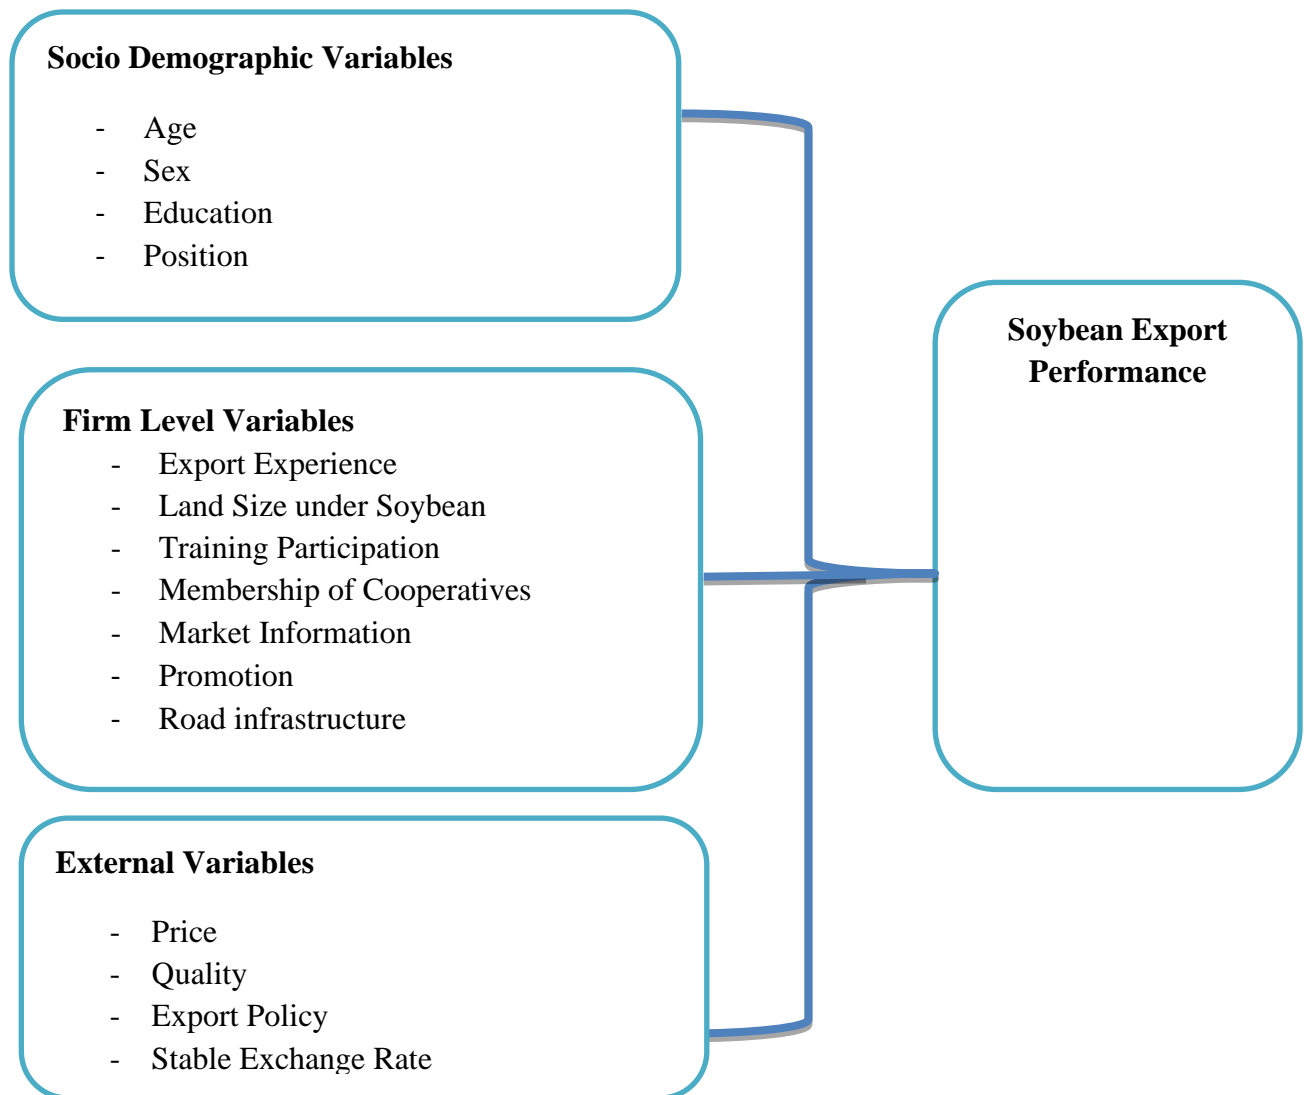 Socio Demographic Variables
- Age
- Sex
- Education
- Position
Firm Level Variables
- Export Experience
- Land Size under Soybean
- Training Participation
- Membership of Cooperatives
- Market Information
- Promotion
- Road infrastructure
External Variables
- Price
- Quality
- Export Policy
- Stable Exchange Rate
Soybean Export
Performance